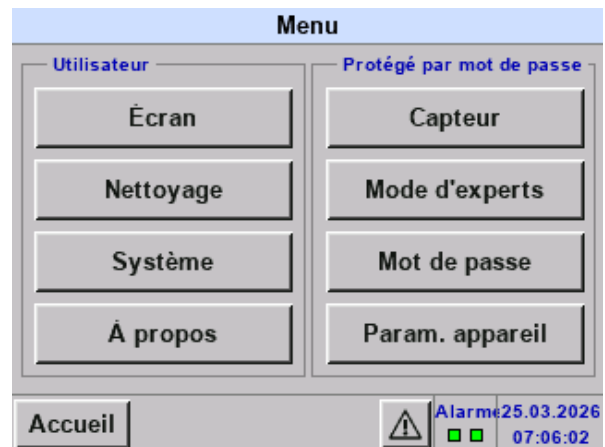 Menu
Utilisateur
Écran
Nettoyage
Système
À propos
Protégé par mot de passe
Capteur
Mode d'experts
Mot de passe
Param. appareil
Accueil
Alarme
25.03.2026
07:06:02